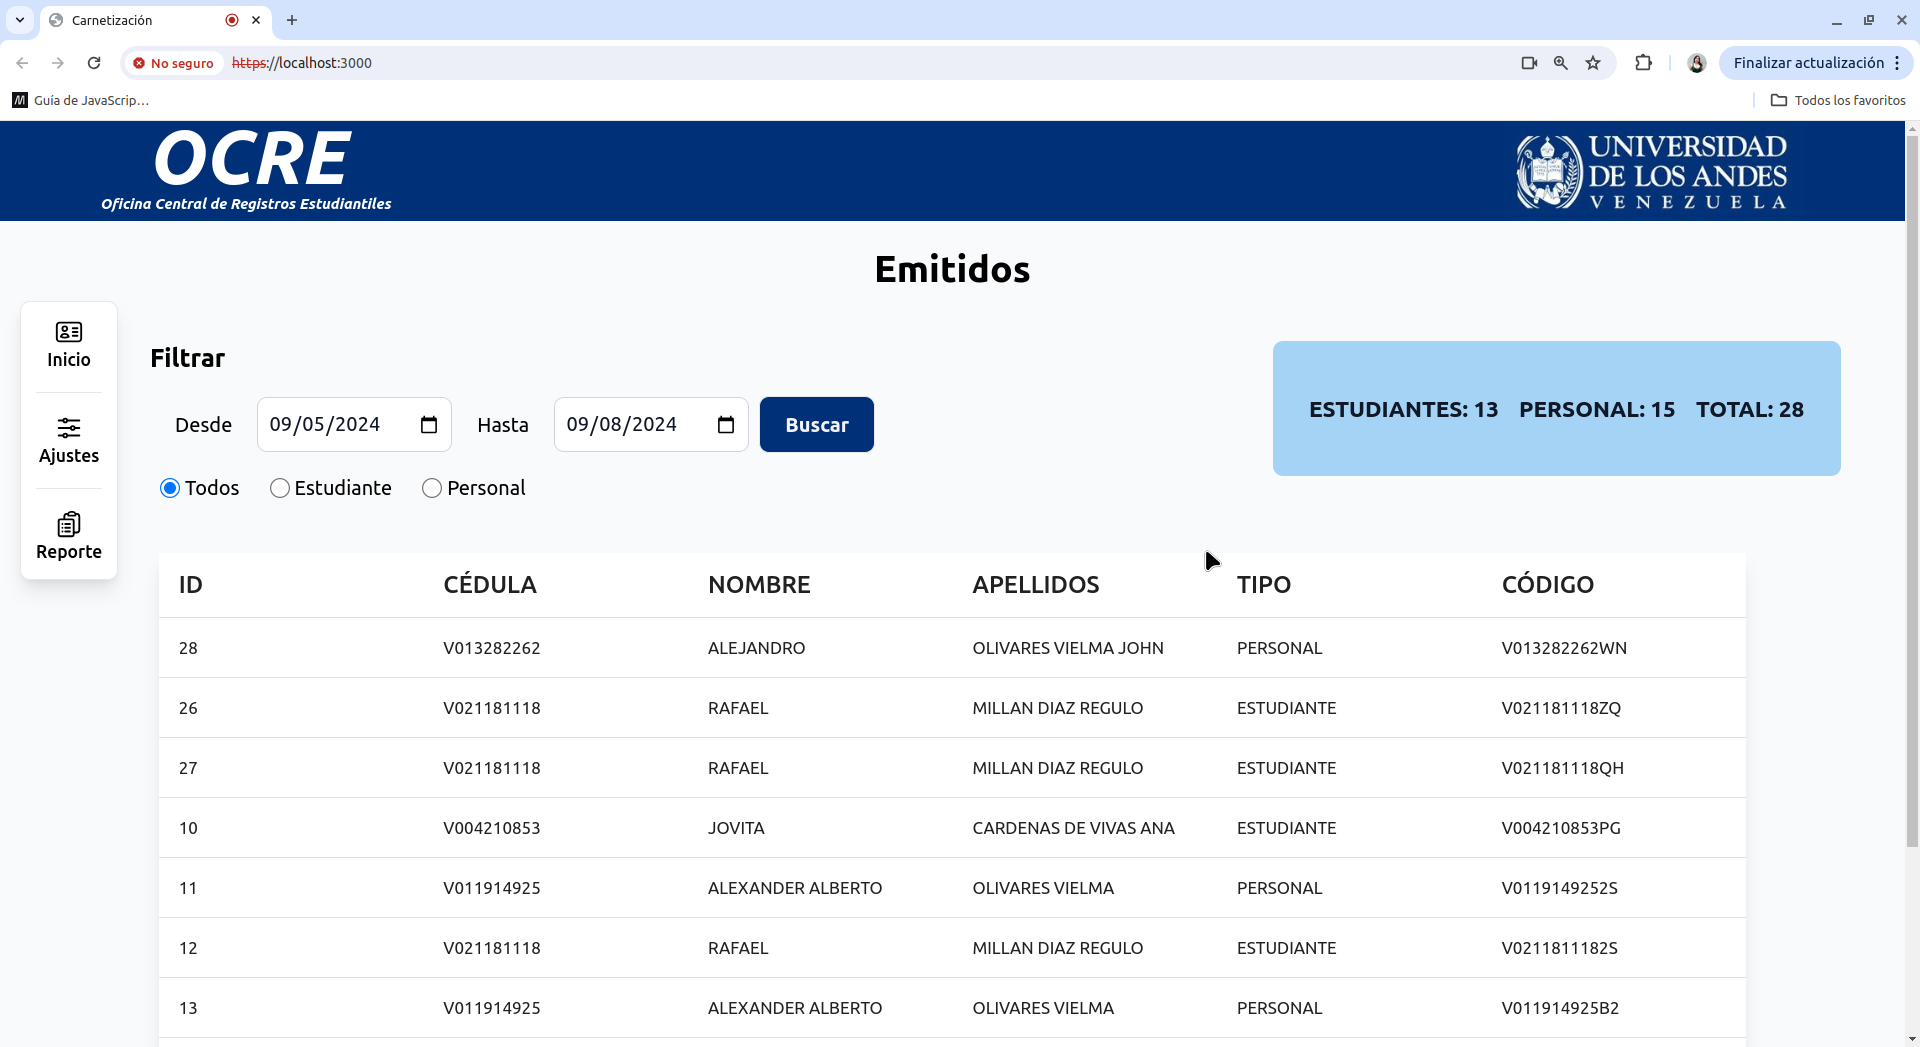 Carnetización
No seguro https://localhost:3000 Finalizar actualización
Guía de JavaScrip… Todos los favoritos
OCRE
Oficina Central de Registros Estudiantiles
UNIVERSIDAD
DE LOS ANDES
VENEZUELA
Emitidos
Inicio
Ajustes
Reporte
Filtrar
Desde 09/05/2024 Hasta 09/08/2024 Buscar
Todos Estudiante Personal
ESTUDIANTES: 13 PERSONAL: 15 TOTAL: 28
ID CÉDULA NOMBRE APELLIDOS TIPO CÓDIGO
28 V013282262 ALEJANDRO OLIVARES VIELMA JOHN PERSONAL V013282262WN
26 V021181118 RAFAEL MILLAN DIAZ REGULO ESTUDIANTE V021181118ZQ
27 V021181118 RAFAEL MILLAN DIAZ REGULO ESTUDIANTE V021181118QH
10 V004210853 JOVITA CARDENAS DE VIVAS ANA ESTUDIANTE V004210853PG
11 V011914925 ALEXANDER ALBERTO OLIVARES VIELMA PERSONAL V0119149252S
12 V021181118 RAFAEL MILLAN DIAZ REGULO ESTUDIANTE V0211811182S
13 V011914925 ALEXANDER ALBERTO OLIVARES VIELMA PERSONAL V011914925B2